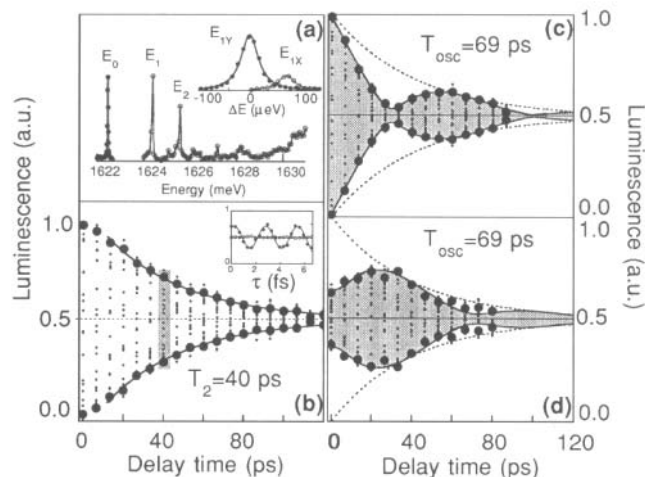 (a)
E0
E1
E2
E1Y
E1X
-100 0 100
ΔE (μeV)
1622 1624 1626 1628 1630
Energy (meV)
Luminescence (a.u.)
1.0
0.5
0.0
1
0
0 2 4 6
τ (fs)
T2=40 ps
(b)
0 40 80
Delay time (ps)
(c)
Tosc=69 ps
1.0
0.5
0.0
Luminescence (a.u.)
Tosc=69 ps
1.0
0.5
0.0
(d)
0 40 80 120
Delay time (ps)